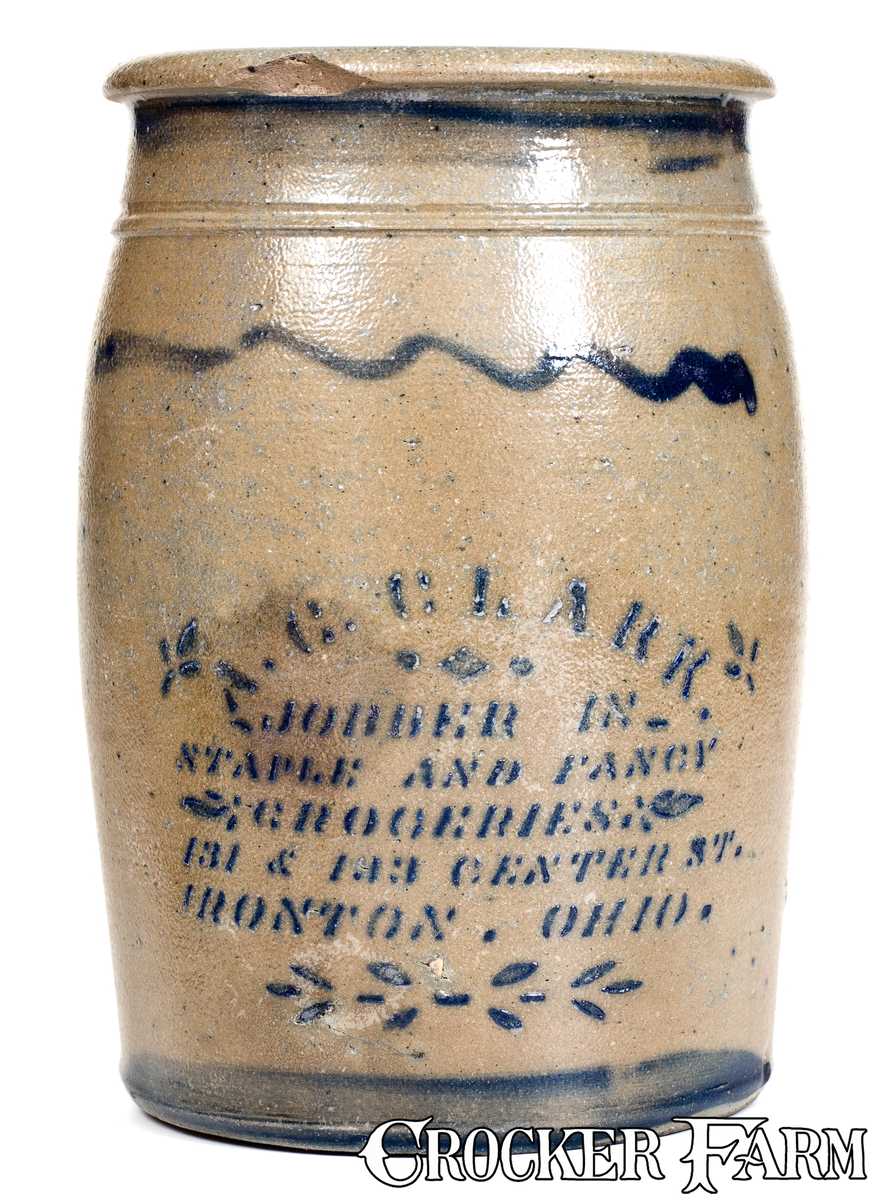 A. C. CLARK
JOBBER IN
STAPLE AND FANCY
GROCERIES
131 & 133 CENTER ST.
IRONTON. OHIO.
CROCKER FARM